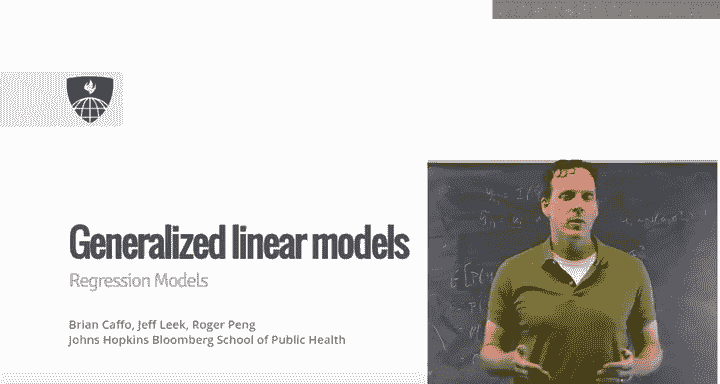 Generalized linear models
Regression Models
Brian Caffo, Jeff Leek, Roger Peng
Johns Hopkins Bloomberg School of Public Health